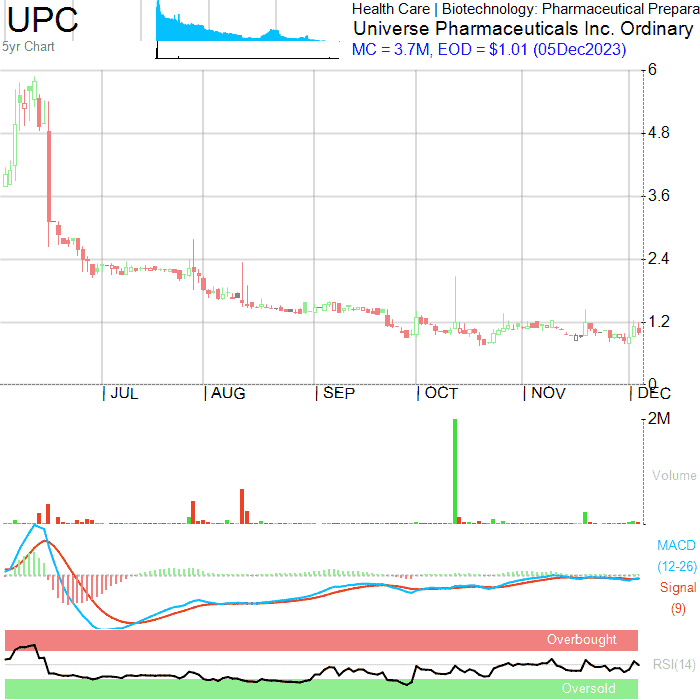 UPC
5yr Chart
Health Care | Biotechnology: Pharmaceutical Prepara
Universe Pharmaceuticals Inc. Ordinary
MC = 3.7M, EOD = $1.01 (05Dec2023)
6
4.8
3.6
2.4
1.2
0
| JUL | AUG | SEP | OCT | NOV | DEC
2M
Volume
MACD
(12-26)
Signal
(9)
Overbought
RSI(14)
Oversold